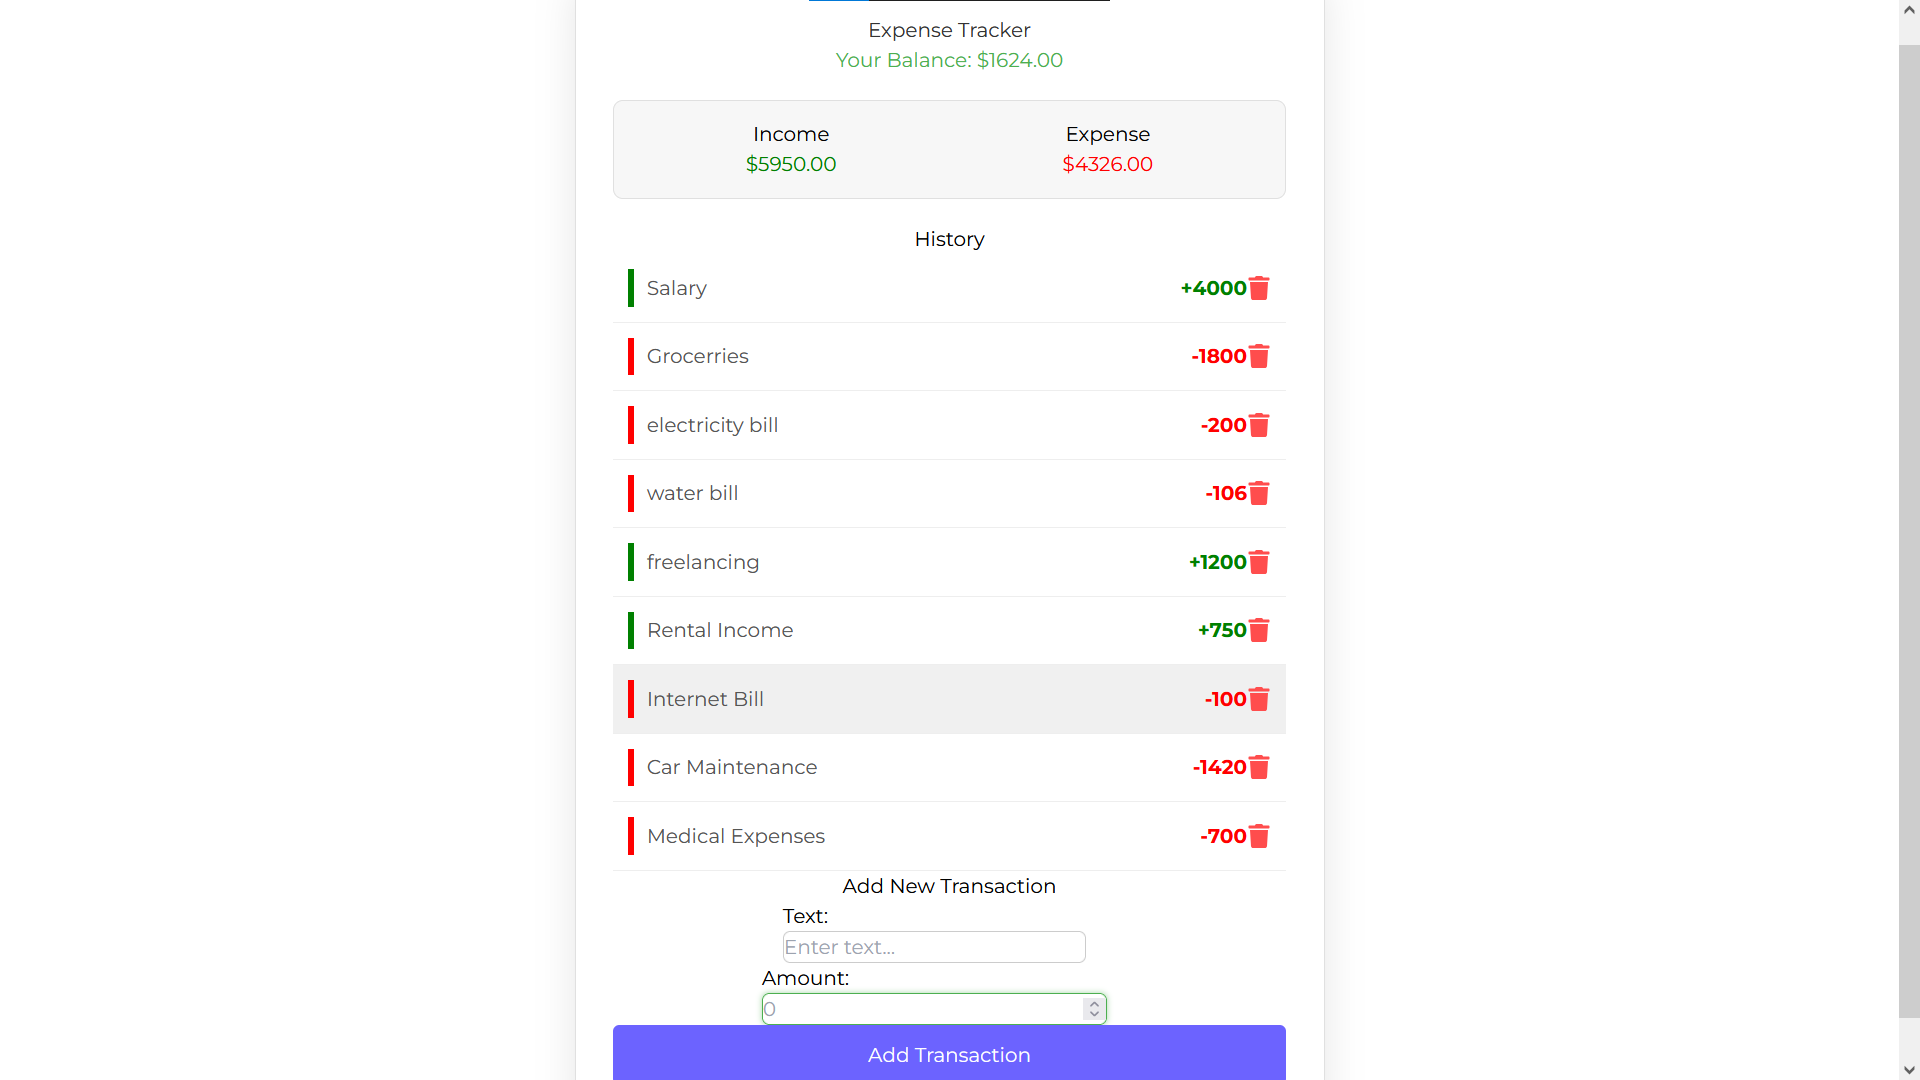 Expense Tracker
Your Balance: $1624.00
Income
$5950.00
Expense
$4326.00
History
Salary +4000
Grocerries -1800
electricity bill -200
water bill -106
freelancing +1200
Rental Income +750
Internet Bill -100
Car Maintenance -1420
Medical Expenses -700
Add New Transaction
Text:
Enter text...
Amount:
0
Add Transaction